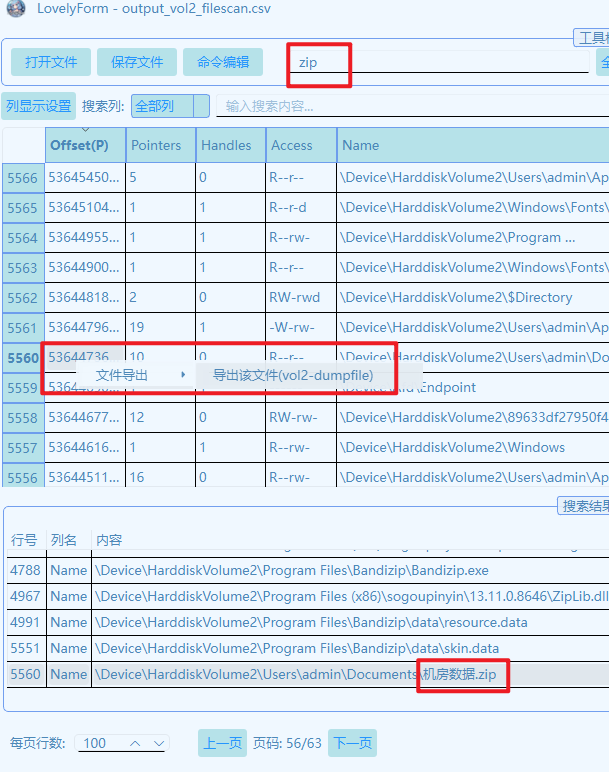 LovelyForm - output_vol2_filescan.csv
工具栏
打开文件 保存文件 命令编辑 zip 全
列显示设置 搜索列: 全部列 输入搜索内容...
Offset(P) Pointers Handles Access Name
5566 53645450... 5 0 R--r-- \Device\HarddiskVolume2\Users\admin\Ap
5565 53645104... 1 1 R--r-d \Device\HarddiskVolume2\Windows\Fonts\
5564 53644955... 1 1 R--rw- \Device\HarddiskVolume2\Program ...
5563 53644900... 1 1 R--r-- \Device\HarddiskVolume2\Windows\Fonts\
5562 53644818... 2 0 RW-rwd \Device\HarddiskVolume2\$Directory
5561 53644796... 19 1 -W-rw- \Device\HarddiskVolume2\Users\admin\Ap
5560 53644736... 10 0 R--r-- \Device\HarddiskVolume2\Users\admin\Do
文件导出 导出该文件(vol2-dumpfile)
5559 \Endpoint
5558 53644677... 12 0 RW-rw- \Device\HarddiskVolume2\89633df27950f4
5557 53644616... 1 1 R--rw- \Device\HarddiskVolume2\Windows
5556 53644511... 16 0 R--rw- \Device\HarddiskVolume2\Users\admin\Ap
搜索结果
行号 列名 内容
4788 Name \Device\HarddiskVolume2\Program Files\Bandizip\Bandizip.exe
4967 Name \Device\HarddiskVolume2\Program Files (x86)\sogoupinyin\13.11.0.8646\ZipLib.dll
4991 Name \Device\HarddiskVolume2\Program Files\Bandizip\data\resource.data
5551 Name \Device\HarddiskVolume2\Program Files\Bandizip\data\skin.data
5560 Name \Device\HarddiskVolume2\Users\admin\Documents\机房数据.zip
每页行数: 100 上一页 页码: 56/63 下一页